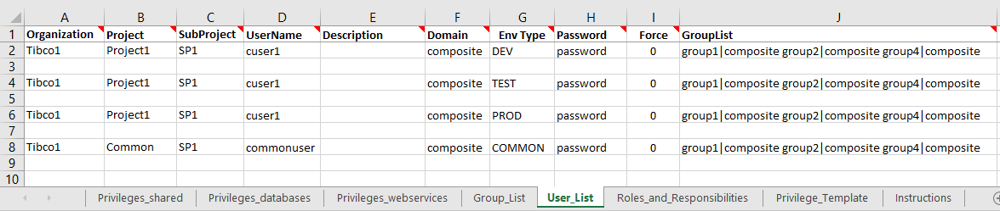 A B C D E F G H I J
1 Organization Project SubProject UserName Description Domain Env Type Password Force GroupList
2 Tibco1 Project1 SP1 cuser1 composite DEV password 0 group1|composite group2|composite group4|composite
3
4 Tibco1 Project1 SP1 cuser1 composite TEST password 0 group1|composite group2|composite group4|composite
5
6 Tibco1 Project1 SP1 cuser1 composite PROD password 0 group1|composite group2|composite group4|composite
7
8 Tibco1 Common SP1 commonuser composite COMMON password 0 group1|composite group2|composite group4|composite
9
10
Privileges_shared Privileges_databases Privileges_webservices Group_List User_List Roles_and_Responsibilities Privilege_Template Instructions